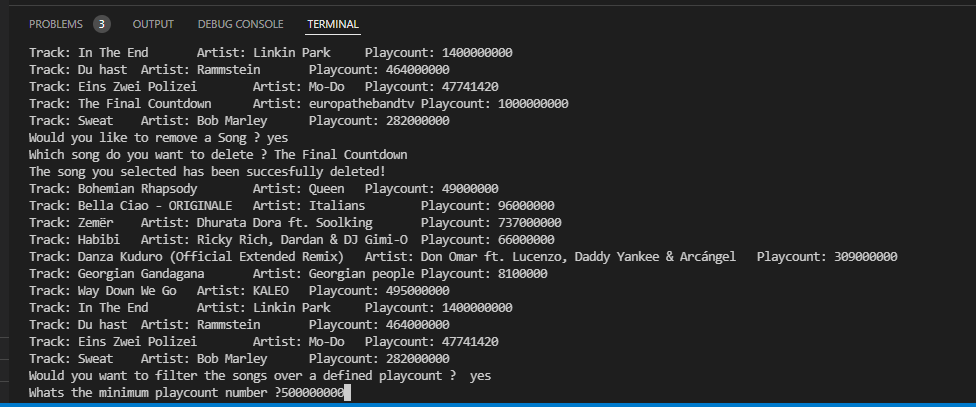 PROBLEMS 3 OUTPUT DEBUG CONSOLE TERMINAL
Track: In The End Artist: Linkin Park Playcount: 1400000000
Track: Du hast Artist: Rammstein Playcount: 464000000
Track: Eins Zwei Polizei Artist: Mo-Do Playcount: 47741420
Track: The Final Countdown Artist: europathebandtv Playcount: 1000000000
Track: Sweat Artist: Bob Marley Playcount: 282000000
Would you like to remove a Song ? yes
Which song do you want to delete ? The Final Countdown
The song you selected has been succesfully deleted!
Track: Bohemian Rhapsody Artist: Queen Playcount: 49000000
Track: Bella Ciao - ORIGINALE Artist: Italians Playcount: 96000000
Track: Zemër Artist: Dhurata Dora ft. Soolking Playcount: 737000000
Track: Habibi Artist: Ricky Rich, Dardan & DJ Gimi-O Playcount: 66000000
Track: Danza Kuduro (Official Extended Remix) Artist: Don Omar ft. Lucenzo, Daddy Yankee & Arcángel Playcount: 309000000
Track: Georgian Gandagana Artist: Georgian people Playcount: 8100000
Track: Way Down We Go Artist: KALEO Playcount: 495000000
Track: In The End Artist: Linkin Park Playcount: 1400000000
Track: Du hast Artist: Rammstein Playcount: 464000000
Track: Eins Zwei Polizei Artist: Mo-Do Playcount: 47741420
Track: Sweat Artist: Bob Marley Playcount: 282000000
Would you want to filter the songs over a defined playcount ? yes
Whats the minimum playcount number ?500000000